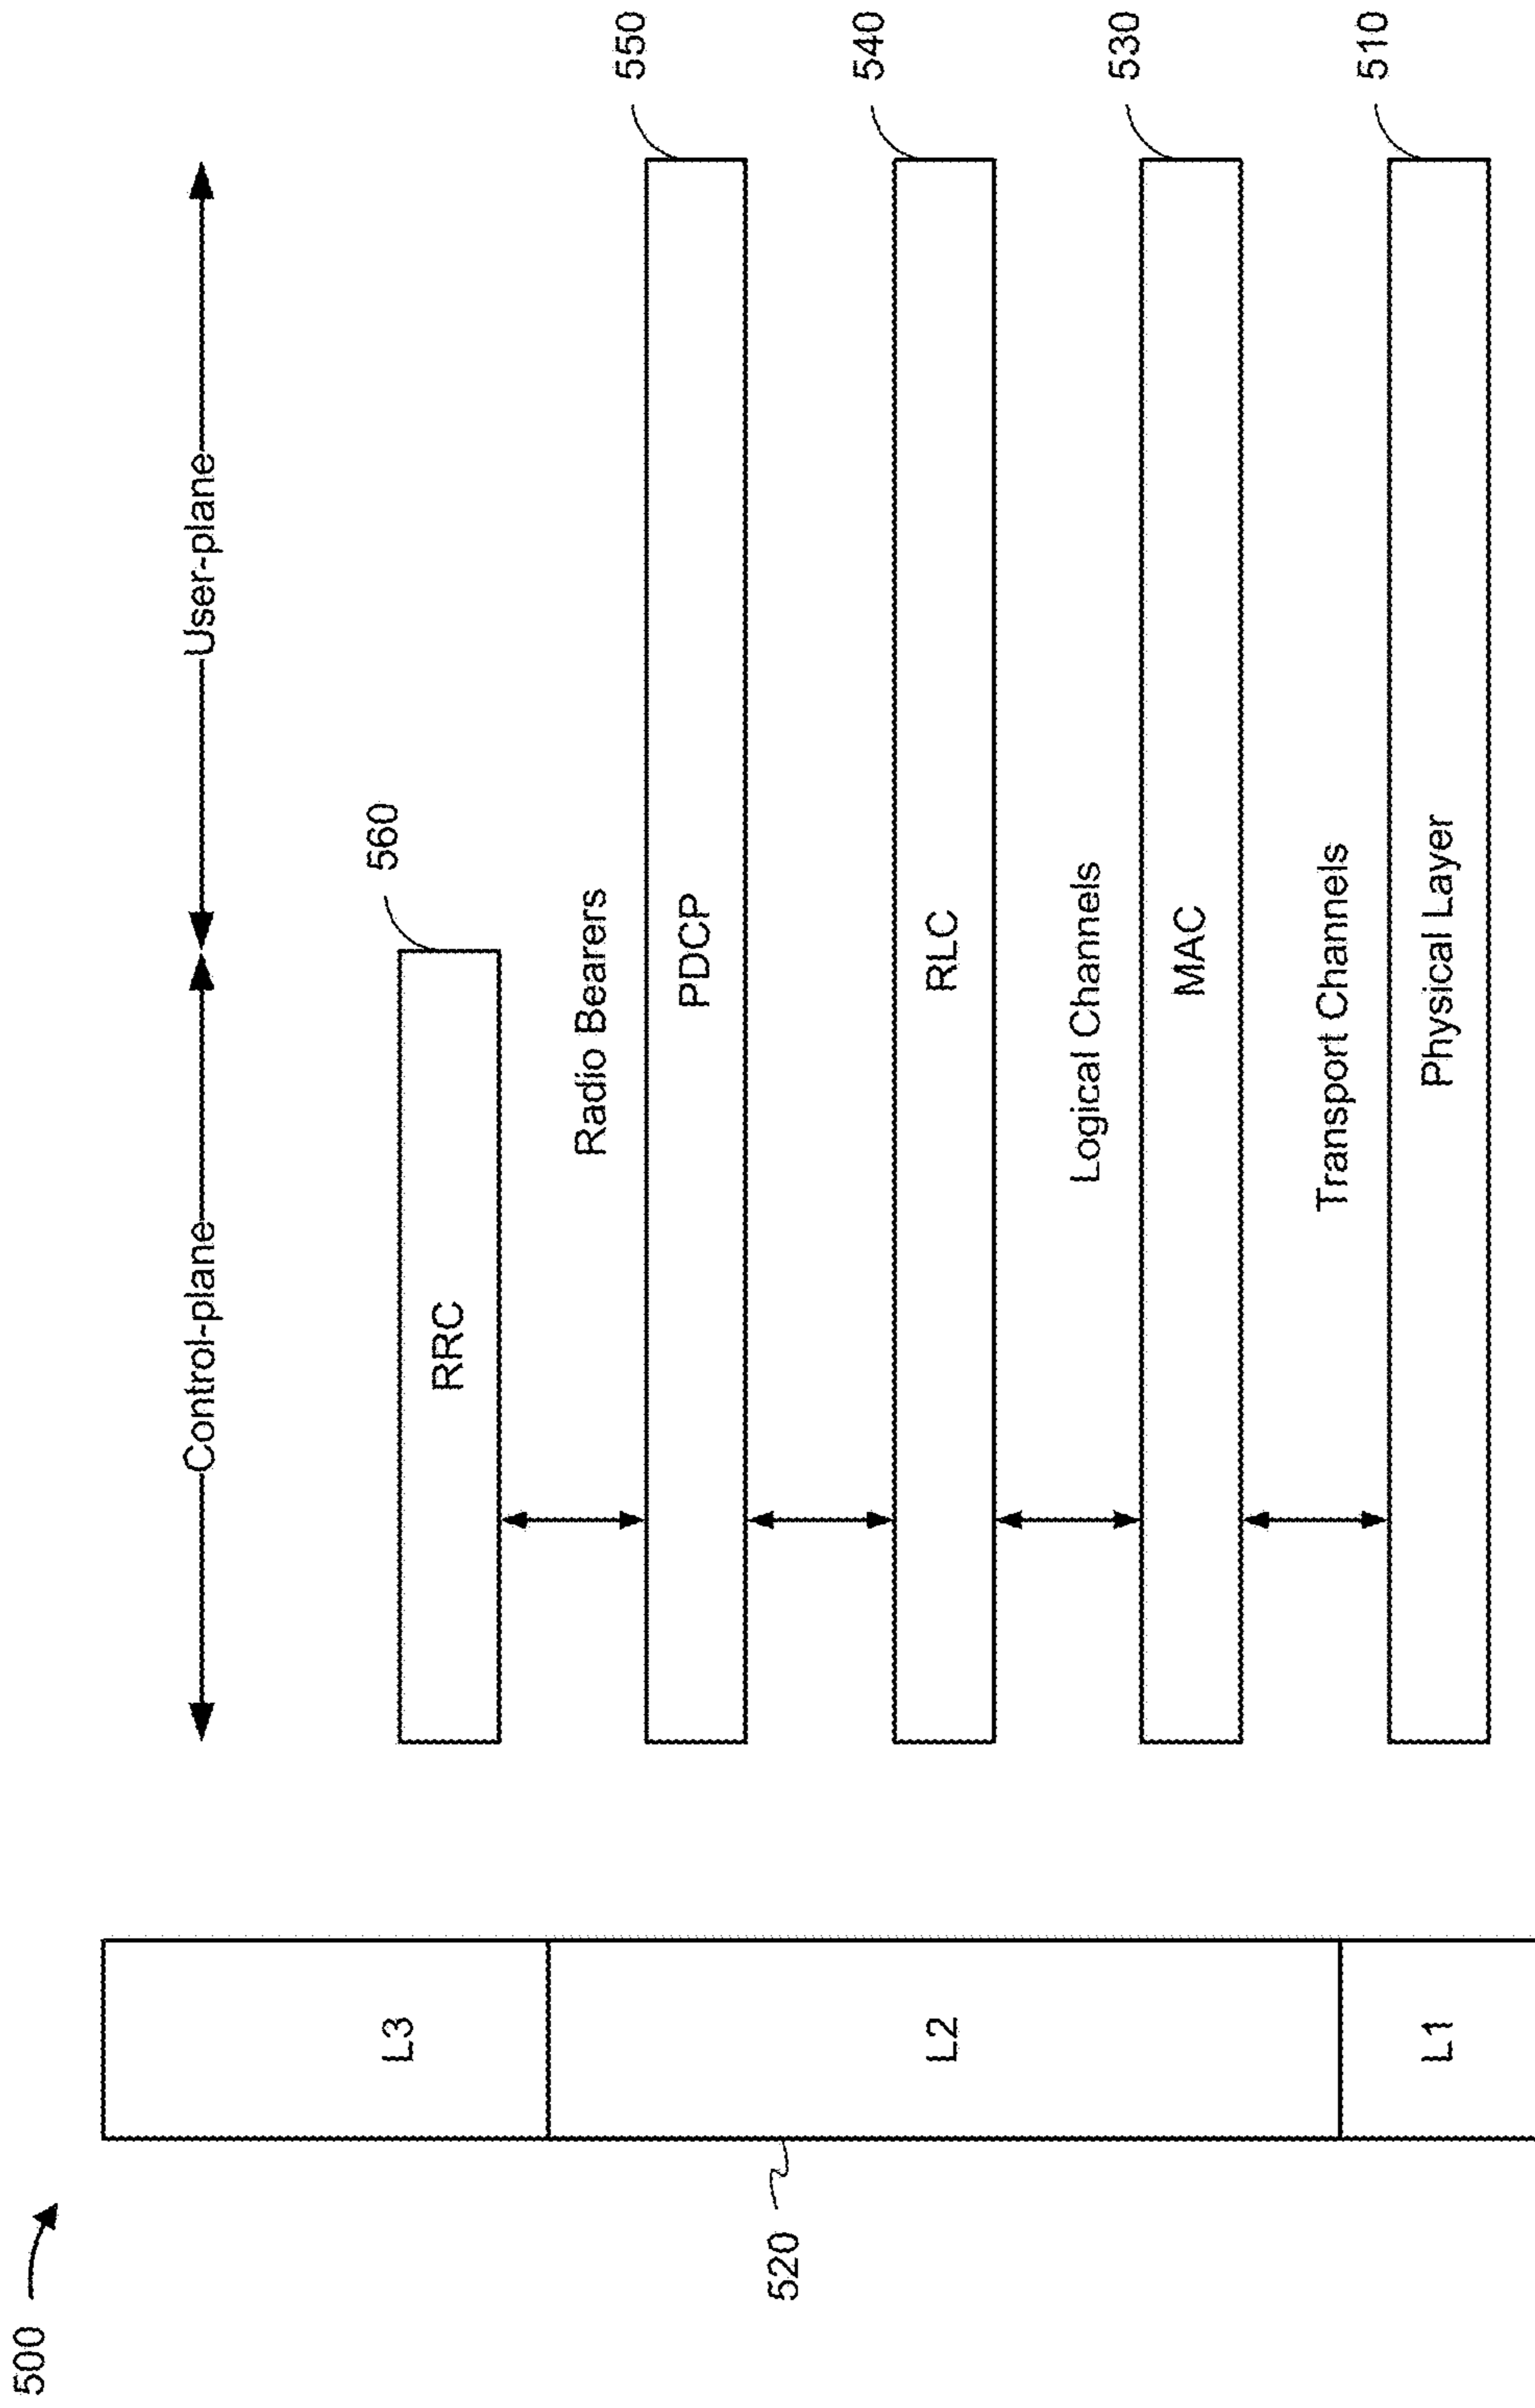 500
Control-plane
User-plane
560
L3
RRC
Radio Bearers
550
520
PDCP
540
L2
RLC
Logical Channels
530
MAC
Transport Channels
510
L1
Physical Layer